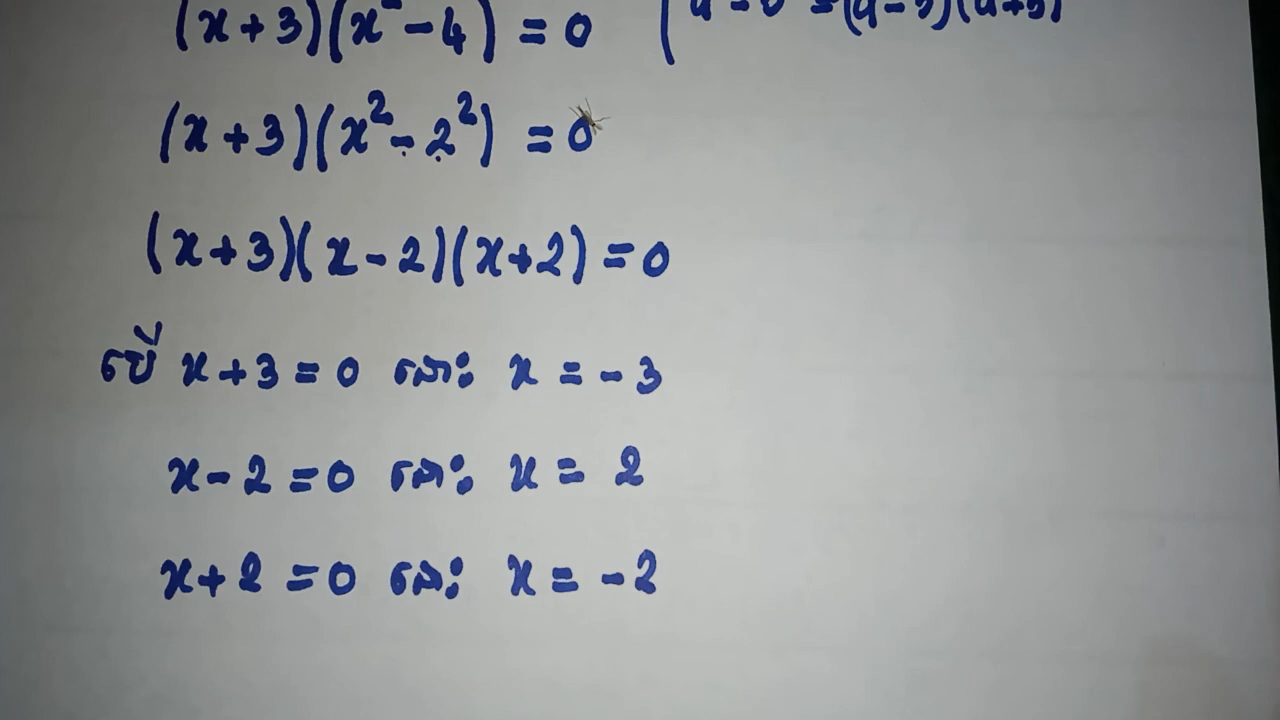 (x+3)(x²-4) = 0
(x+3)(x²-2²) = 0
(x+3)(x-2)(x+2) = 0
បើ x+3 = 0 នោះ x = -3
x-2 = 0 នោះ x = 2
x+2 = 0 នោះ x = -2